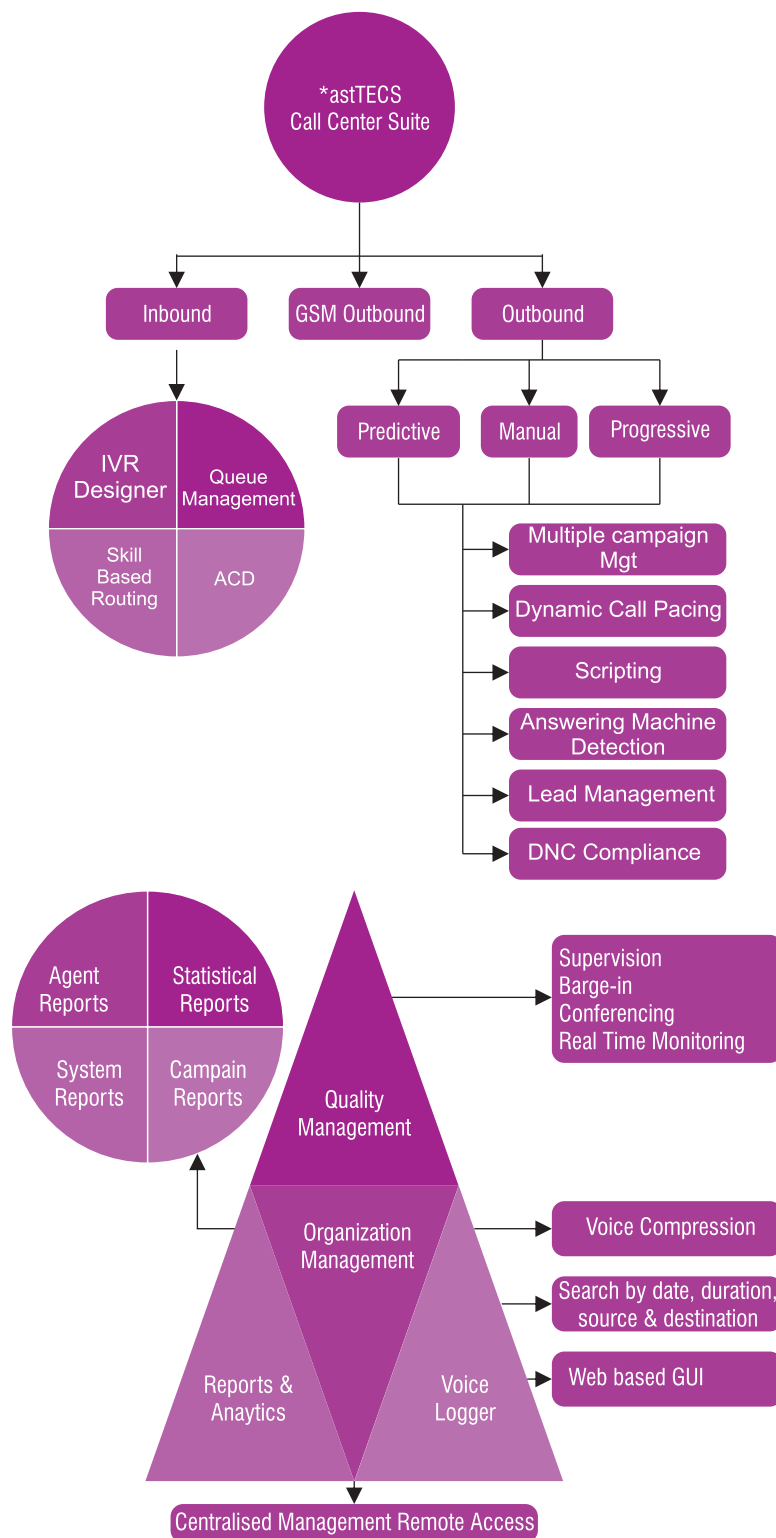 *astTECS
Call Center Suite
Inbound
GSM Outbound
Outbound
Predictive
Manual
Progressive
IVR
Designer
Queue
Management
Skill
Based
Routing
ACD
Multiple campaign
Mgt
Dynamic Call Pacing
Scripting
Answering Machine
Detection
Lead Management
DNC Compliance
Agent
Reports
Statistical
Reports
System
Reports
Campain
Reports
Quality
Management
Supervision
Barge-in
Conferencing
Real Time Monitoring
Organization
Management
Voice Compression
Search by date, duration,
source & destination
Web based GUI
Reports &
Anaytics
Voice
Logger
Centralised Management Remote Access